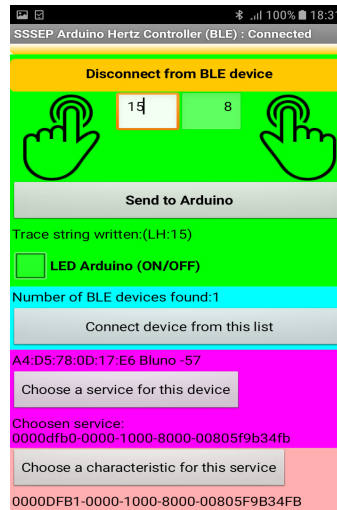 100% 18:31
SSSEP Arduino Hertz Controller (BLE) : Connected
Disconnect from BLE device
15 8
Send to Arduino
Trace string written:(LH:15)
LED Arduino (ON/OFF)
Number of BLE devices found:1
Connect device from this list
A4:D5:78:0D:17:E6 Bluno -57
Choose a service for this device
Choosen service:
0000dfb0-0000-1000-8000-00805f9b34fb
Choose a characteristic for this service
0000DFB1-0000-1000-8000-00805F9B34FB